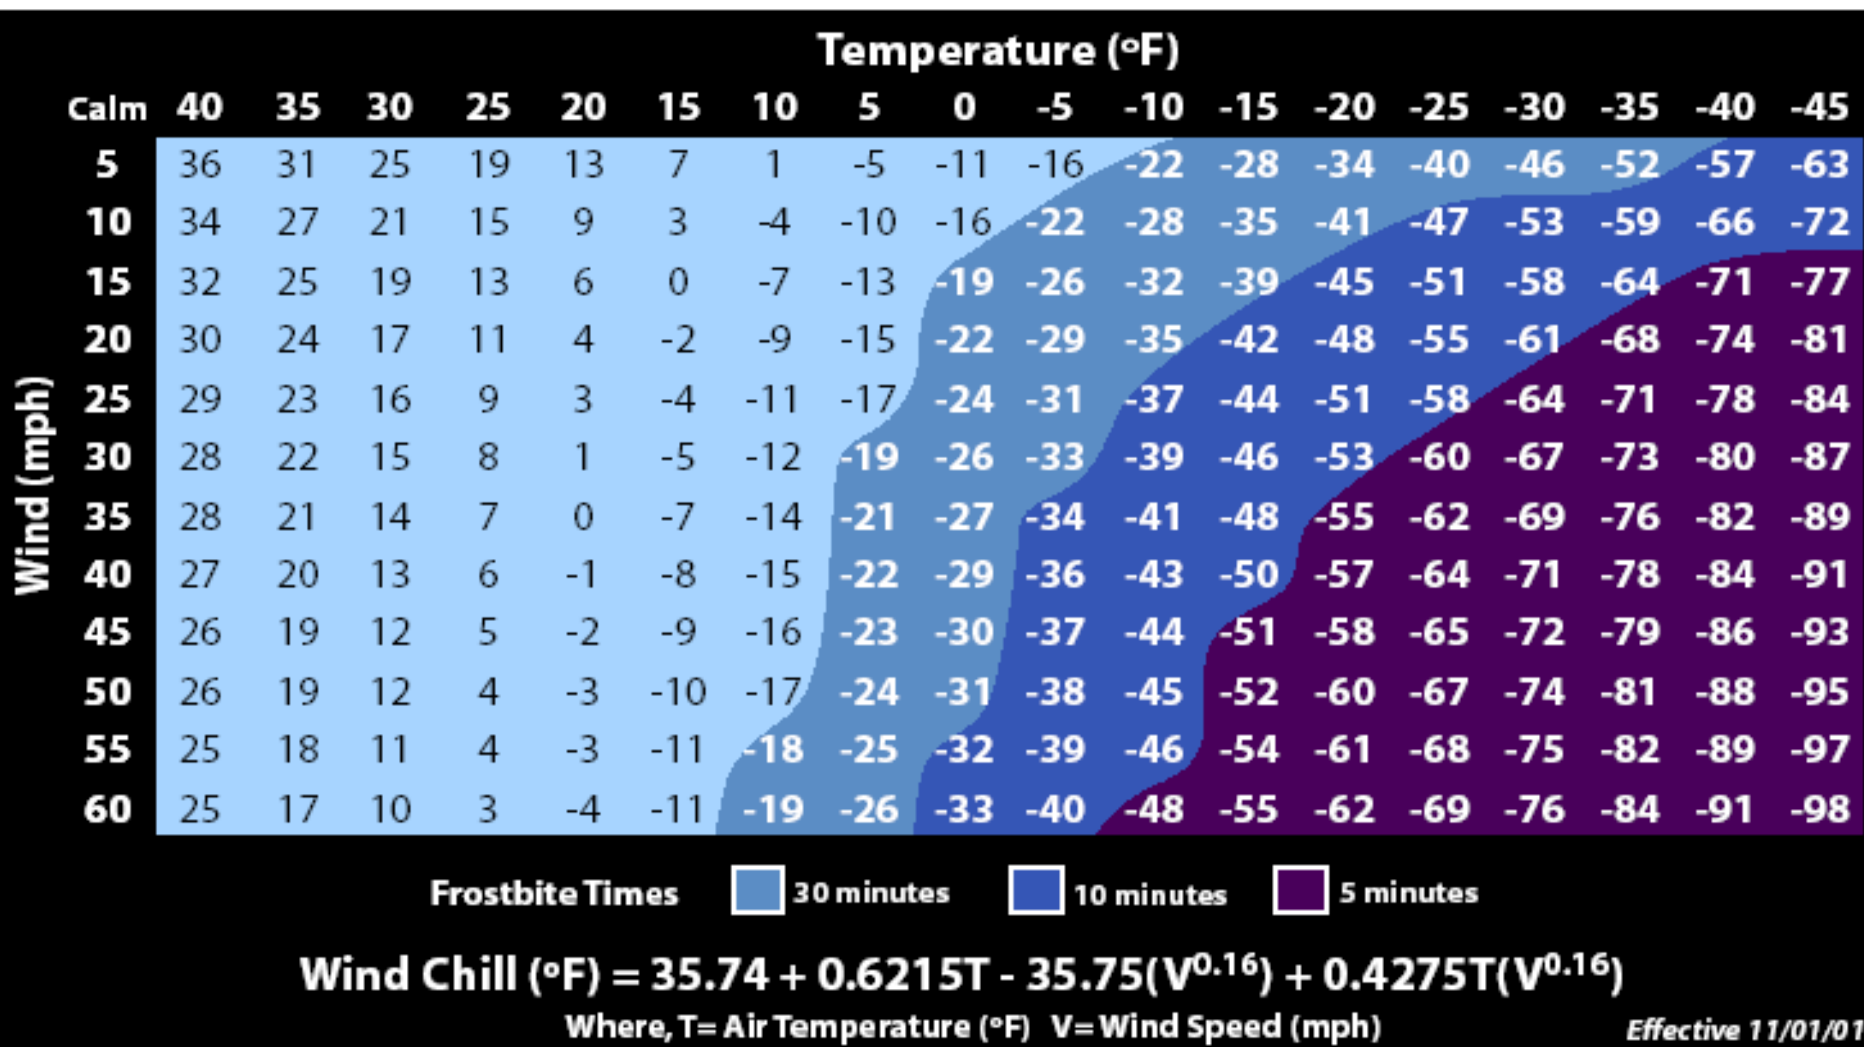 Temperature (ºF)
Calm 40 35 30 25 20 15 10 5 0 -5 -10 -15 -20 -25 -30 -35 -40 -45
5 36 31 25 19 13 7 1 -5 -11 -16 -22 -28 -34 -40 -46 -52 -57 -63
10 34 27 21 15 9 3 -4 -10 -16 -22 -28 -35 -41 -47 -53 -59 -66 -72
15 32 25 19 13 6 0 -7 -13 -19 -26 -32 -39 -45 -51 -58 -64 -71 -77
20 30 24 17 11 4 -2 -9 -15 -22 -29 -35 -42 -48 -55 -61 -68 -74 -81
25 29 23 16 9 3 -4 -11 -17 -24 -31 -37 -44 -51 -58 -64 -71 -78 -84
30 28 22 15 8 1 -5 -12 -19 -26 -33 -39 -46 -53 -60 -67 -73 -80 -87
35 28 21 14 7 0 -7 -14 -21 -27 -34 -41 -48 -55 -62 -69 -76 -82 -89
40 27 20 13 6 -1 -8 -15 -22 -29 -36 -43 -50 -57 -64 -71 -78 -84 -91
45 26 19 12 5 -2 -9 -16 -23 -30 -37 -44 -51 -58 -65 -72 -79 -86 -93
50 26 19 12 4 -3 -10 -17 -24 -31 -38 -45 -52 -60 -67 -74 -81 -88 -95
55 25 18 11 4 -3 -11 -18 -25 -32 -39 -46 -54 -61 -68 -75 -82 -89 -97
60 25 17 10 3 -4 -11 -19 -26 -33 -40 -48 -55 -62 -69 -76 -84 -91 -98
Wind (mph)
Frostbite Times 30 minutes 10 minutes 5 minutes
Wind Chill (ºF) = 35.74 + 0.6215T - 35.75(V^0.16) + 0.4275T(V^0.16)
Where, T= Air Temperature (ºF) V= Wind Speed (mph)
Effective 11/01/01